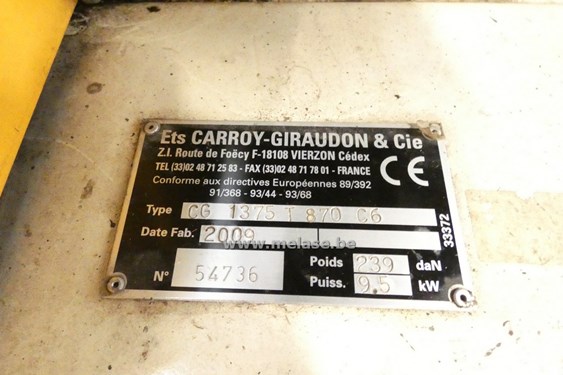 Ets CARROY-GIRAUDON & Cie
Z.I. Route de Foëcy F-18108 VIERZON Cédex
TEL (33)02 48 71 25 83 - FAX (33)02 48 71 78 01 - FRANCE
Conforme aux directives Européennes 89/392
91/368 - 93/44 - 93/68
CE
Type CG 1375 T 870 C6
Date Fab. 2009
www.melasa.be
N° 54736
Poids 239 daN
Puiss. 9.5 kW
33372